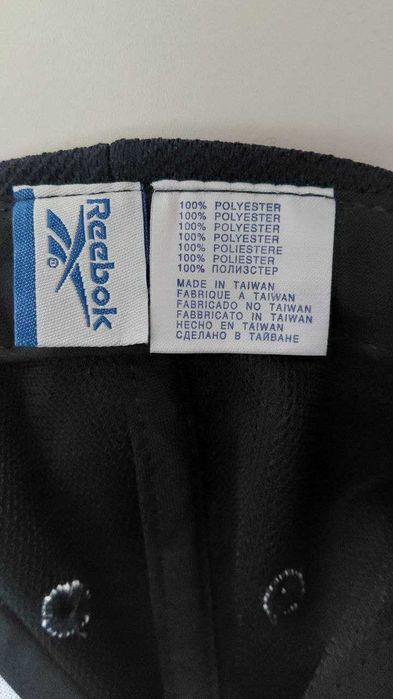 Reebok
®
100% POLYESTER
100% POLYESTER
100% POLYESTER
100% POLYESTER
100% POLIESTERE
100% POLIESTER
100% ПОЛИЭСТЕР
MADE IN TAIWAN
FABRIQUE A TAIWAN
FABRICADO NO TAIWAN
FABBRICATO IN TAIWAN
HECHO EN TAIWAN
СДЕЛАНО В ТАЙВАНЕ